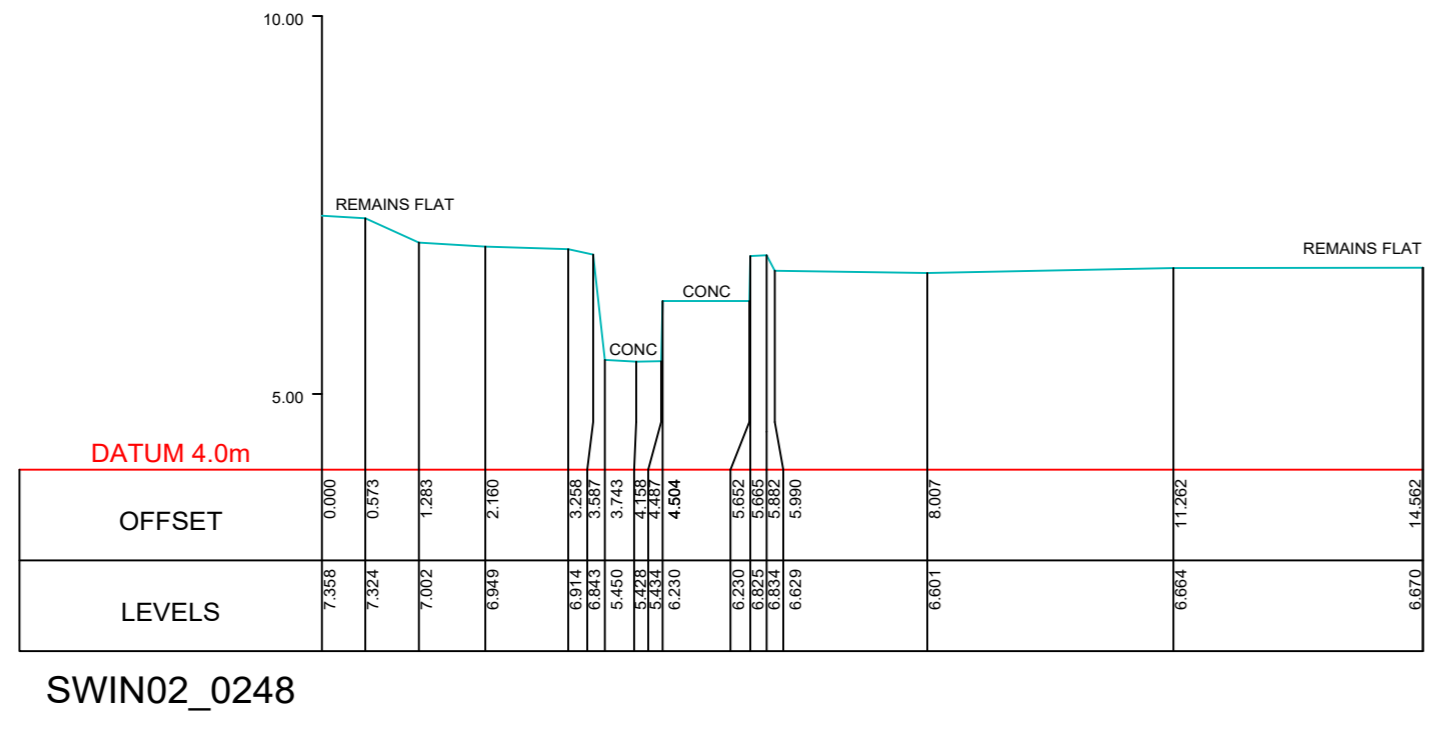 10.00
REMAINS FLAT
REMAINS FLAT
CONC
CONC
5.00
DATUM 4.0m
OFFSET 0.000 0.573 1.283 2.160 3.258 3.587 3.743 4.158 4.487 4.504 5.652 5.665 5.882 5.990 8.007 11.262 14.562
LEVELS 7.358 7.324 7.002 6.949 6.914 6.843 5.450 5.428 5.434 6.230 6.230 6.825 6.834 6.629 6.601 6.664 6.670
SWIN02_0248